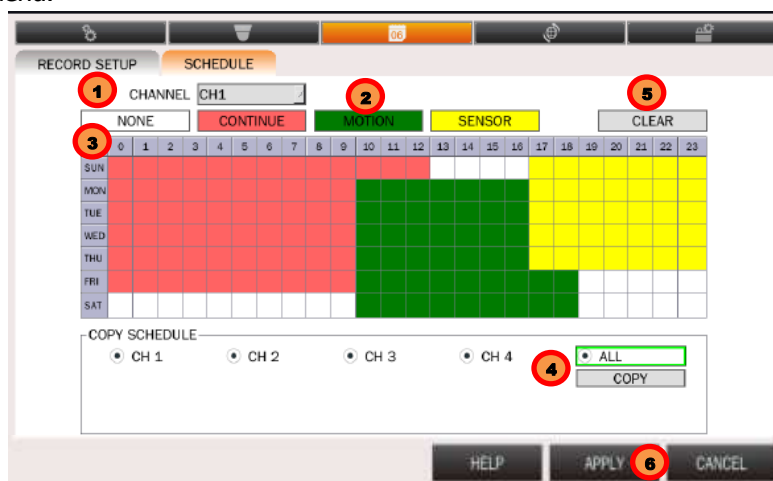 menu.
06
RECORD SETUP SCHEDULE
1 CHANNEL CH1 2 5
NONE CONTINUE MOTION SENSOR CLEAR
3 0 1 2 3 4 5 6 7 8 9 10 11 12 13 14 15 16 17 18 19 20 21 22 23
SUN
MON
TUE
WED
THU
FRI
SAT
COPY SCHEDULE
CH 1 CH 2 CH 3 CH 4 4 ALL
COPY
HELP APPLY 6 CANCEL